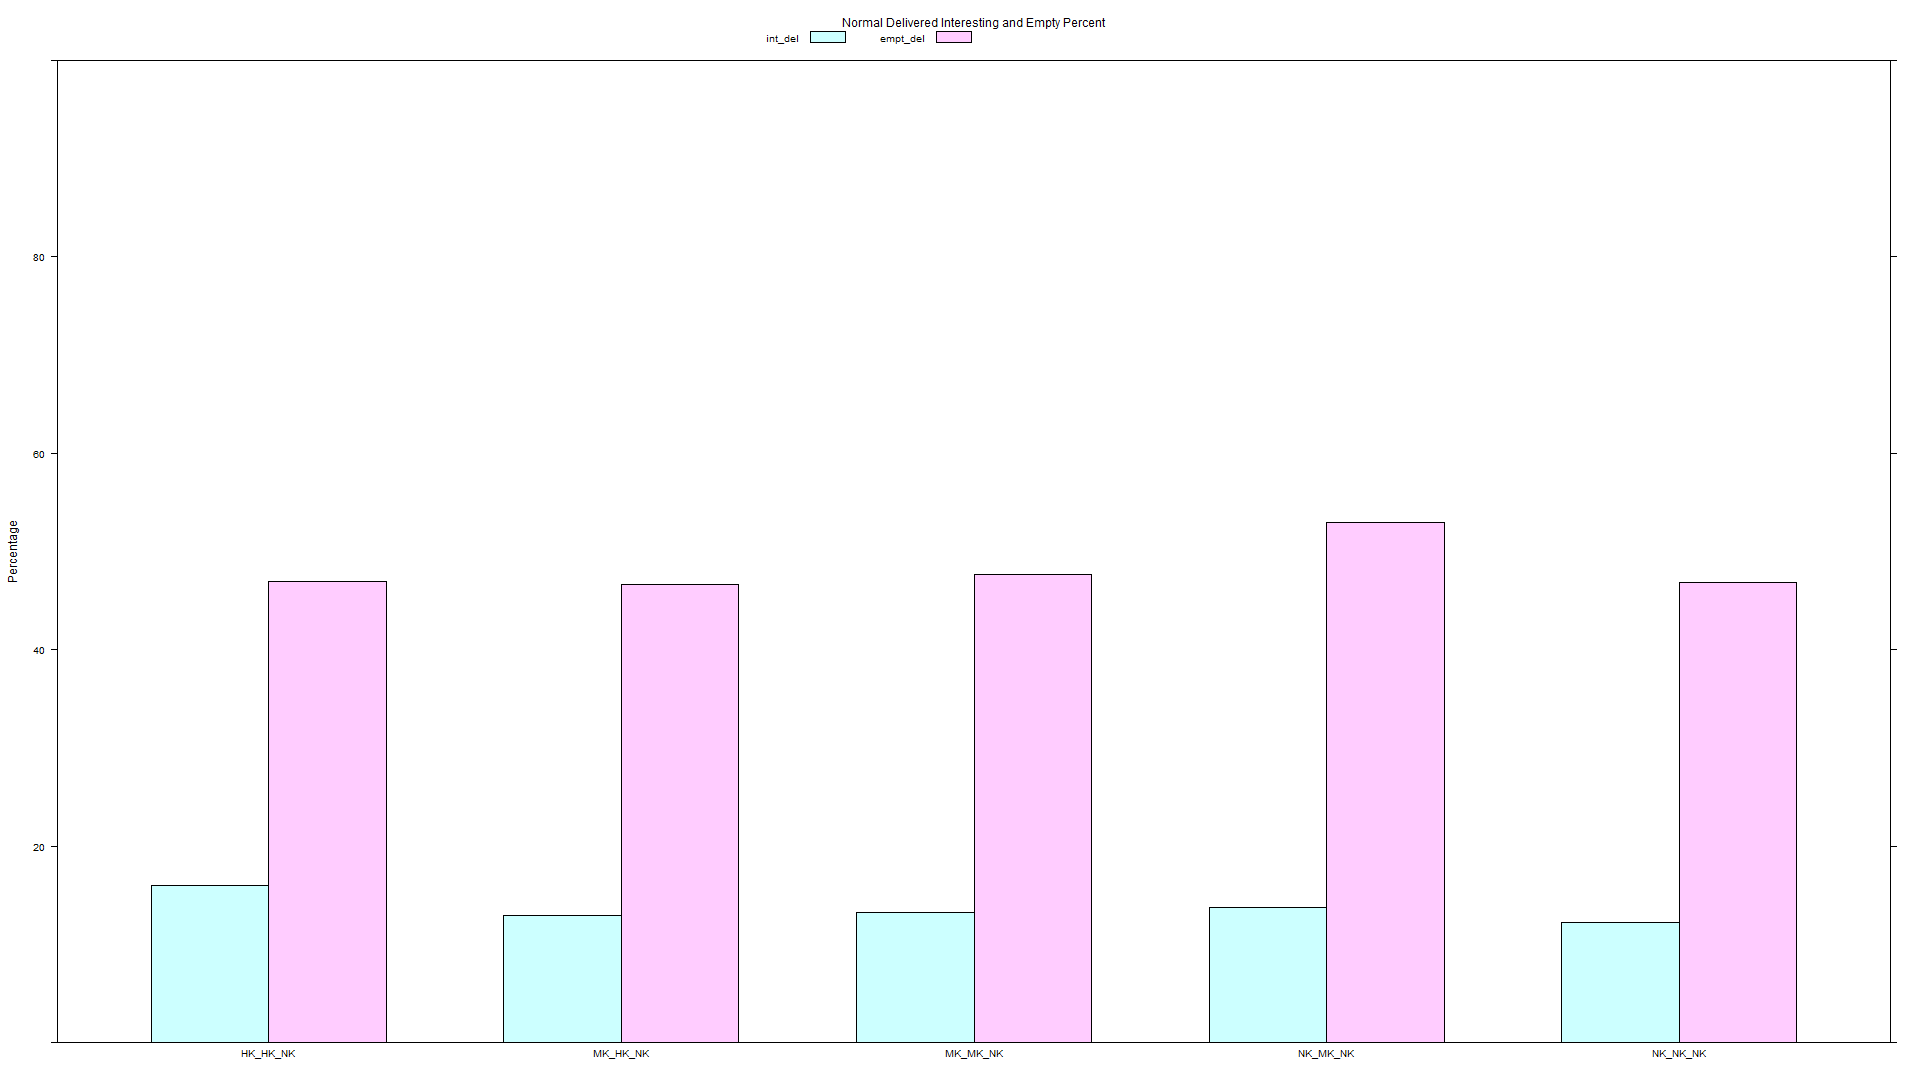 Normal Delivered Interesting and Empty Percent
int_del empt_del
80
60
Percentage
40
20
HK_HK_NK MK_HK_NK MK_MK_NK NK_MK_NK NK_NK_NK